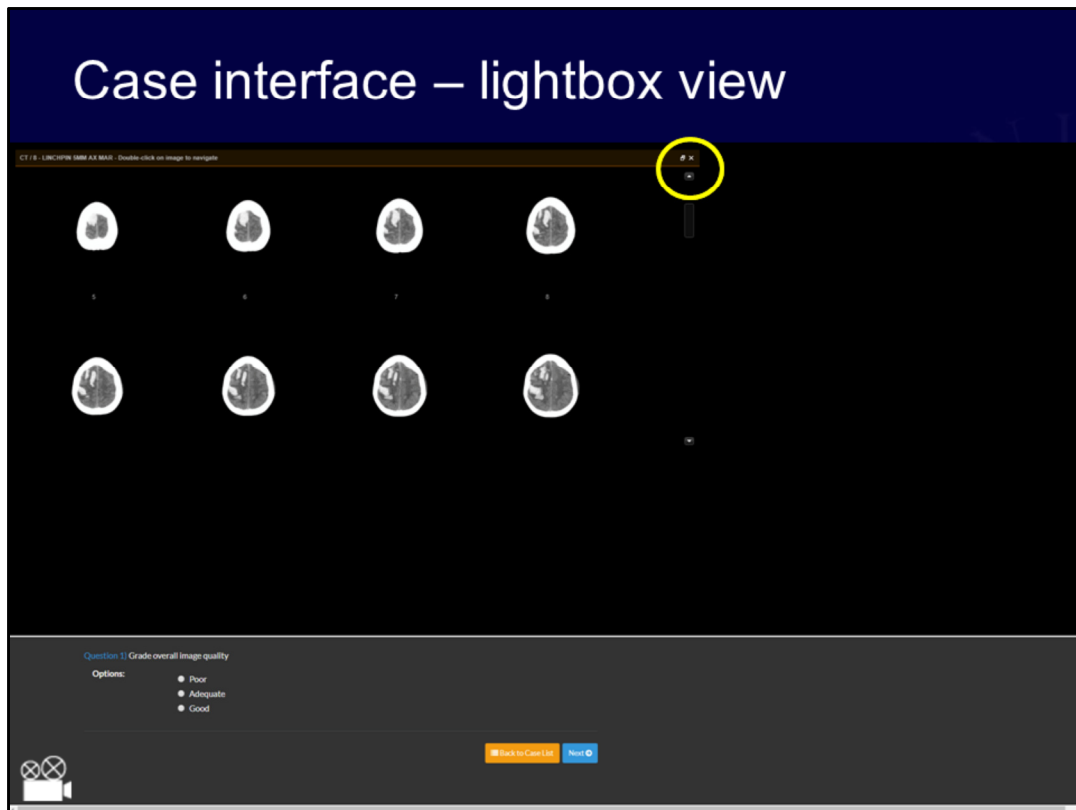 Case interface – lightbox view
CT / 8 - LINCHPIN 5MM AX MAR - Double-click on image to navigate
5 6 7 8
Question 1) Grade overall image quality
Options:
Poor
Adequate
Good
Back to Case List Next